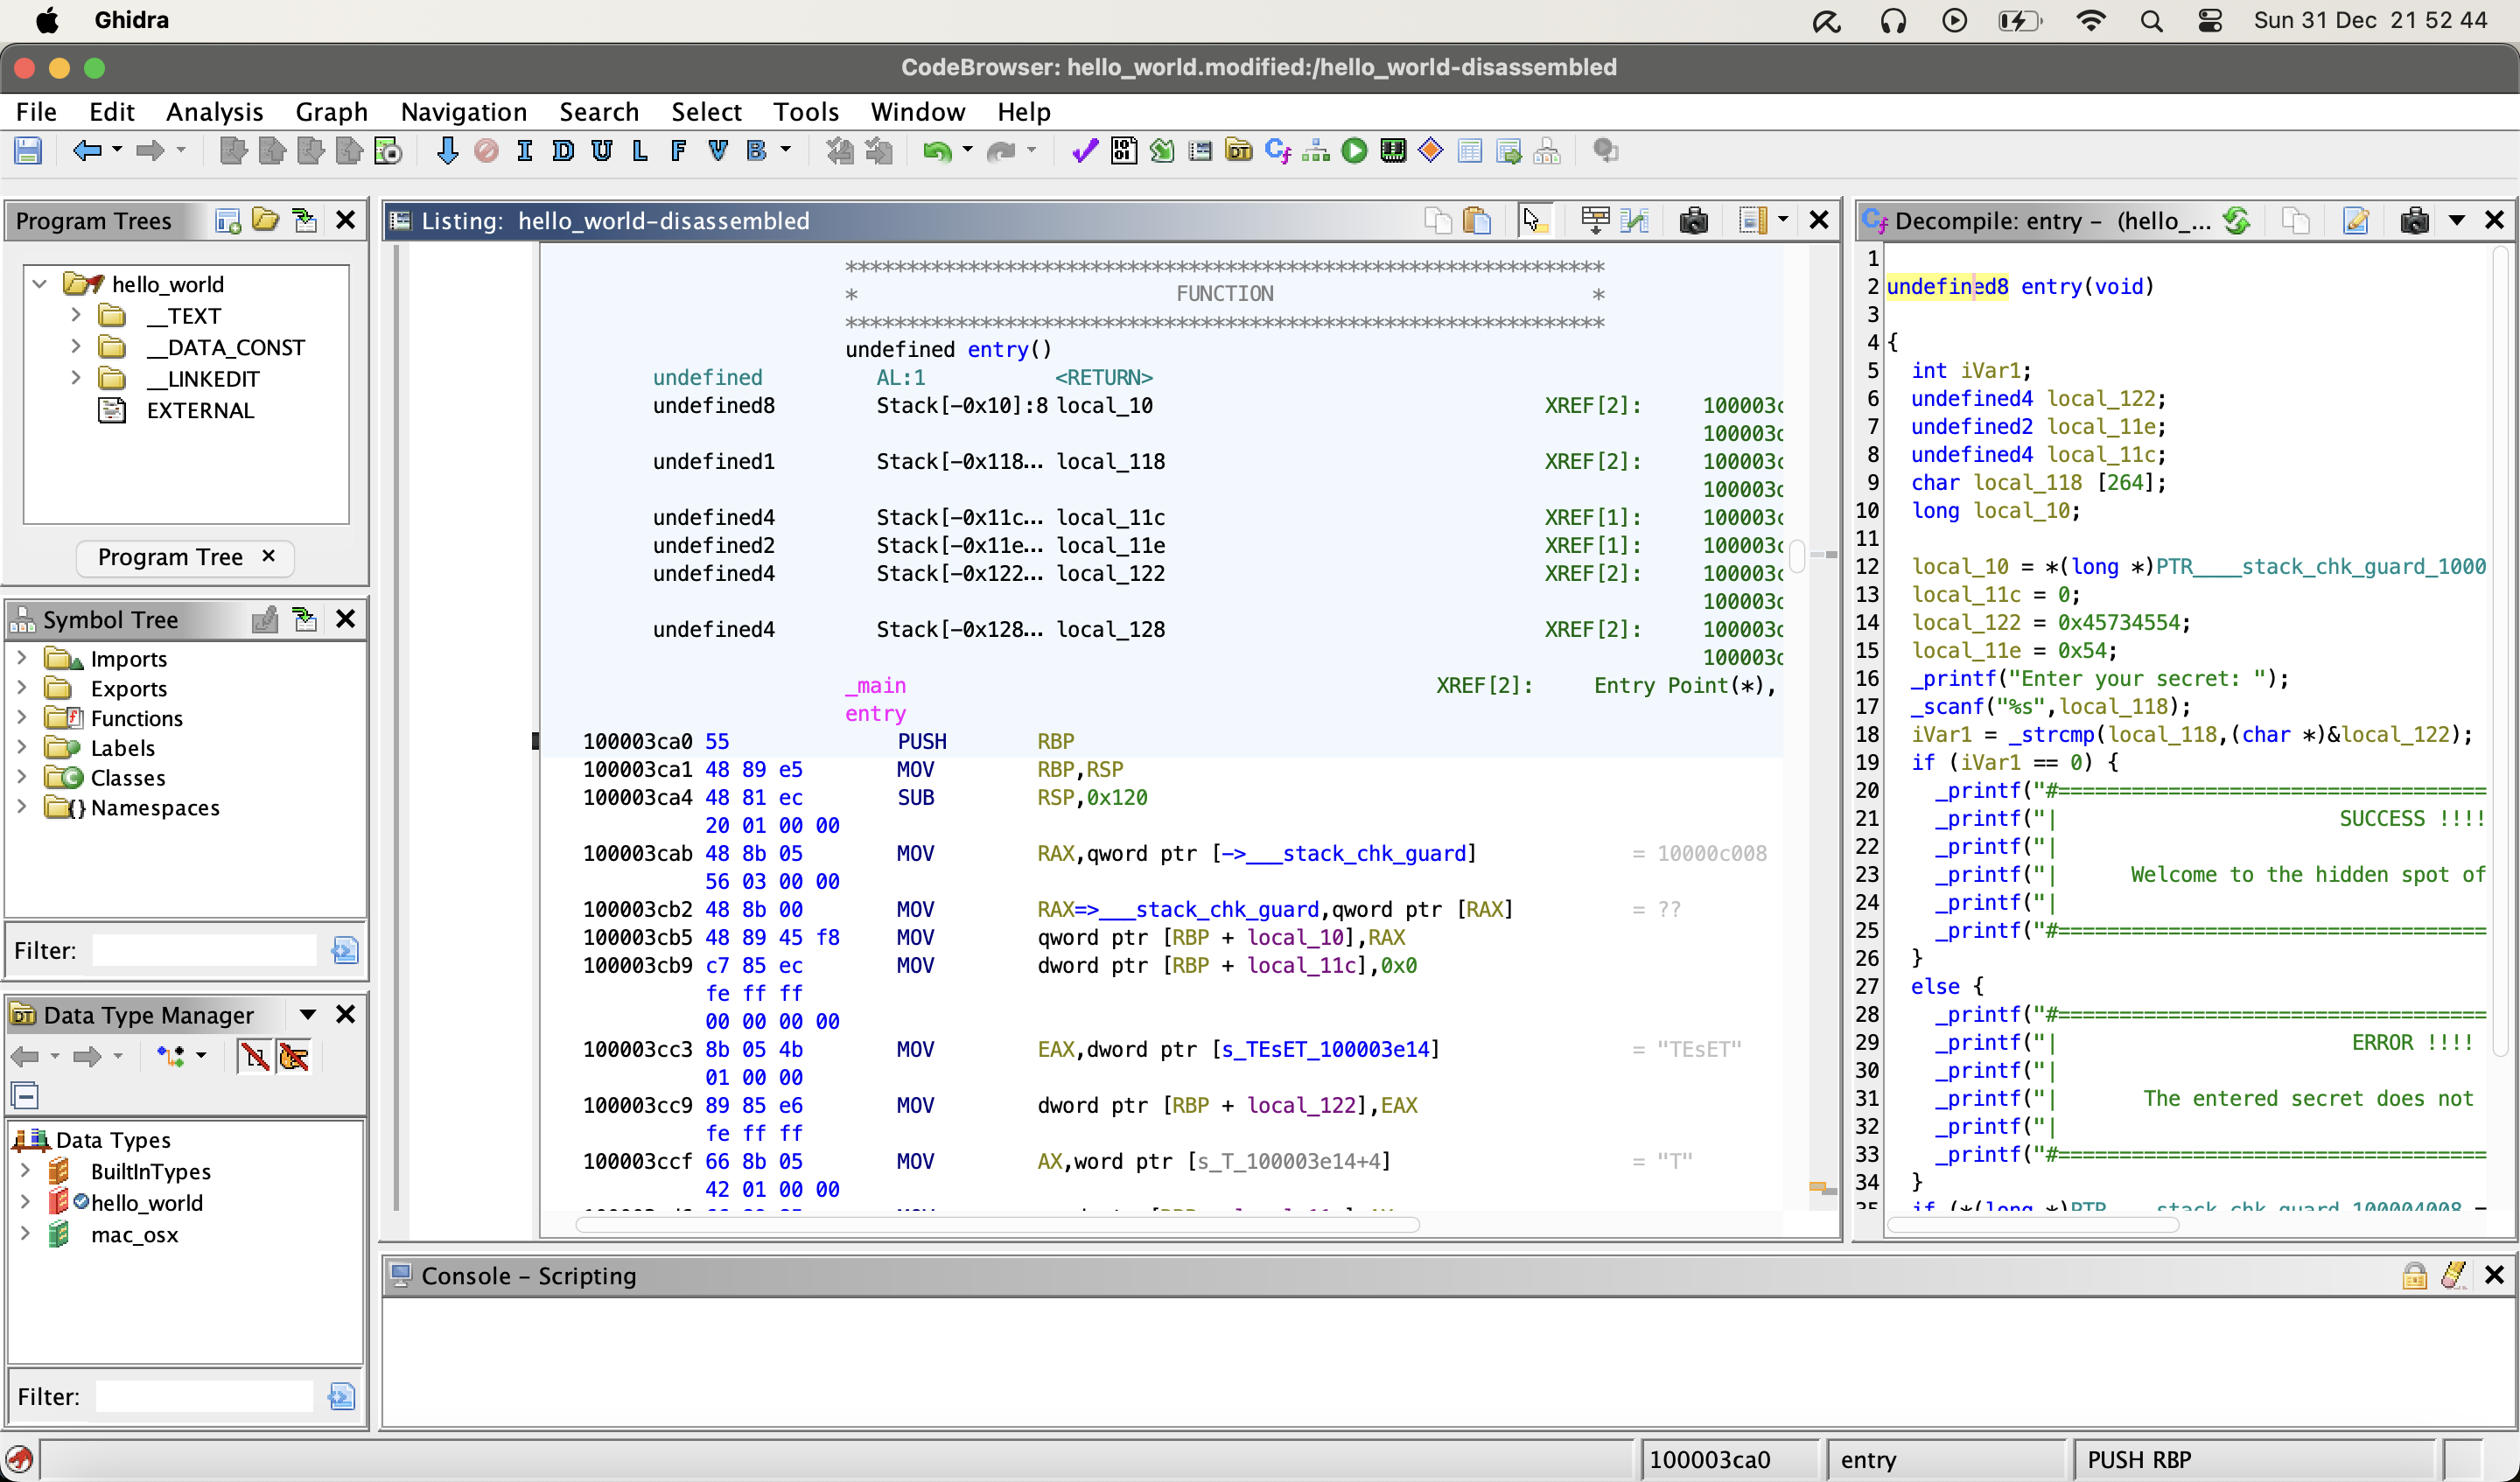 Ghidra
Sun 31 Dec 21 52 44
CodeBrowser: hello_world.modified:/hello_world-disassembled
File Edit Analysis Graph Navigation Search Select Tools Window Help
I D U L F V B
Program Trees
hello_world
__TEXT
__DATA_CONST
__LINKEDIT
EXTERNAL
Program Tree ×
Symbol Tree
Imports
Exports
Functions
Labels
Classes
Namespaces
Filter:
Data Type Manager
Data Types
BuiltInTypes
hello_world
mac_osx
Filter:
Listing: hello_world-disassembled
**************************************************************
* FUNCTION *
**************************************************************
undefined entry()
undefined AL:1 <RETURN>
undefined8 Stack[-0x10]:8 local_10 XREF[2]: 100003c
100003d
undefined1 Stack[-0x118... local_118 XREF[2]: 100003c
100003d
undefined4 Stack[-0x11c... local_11c XREF[1]: 100003c
undefined2 Stack[-0x11e... local_11e XREF[1]: 100003c
undefined4 Stack[-0x122... local_122 XREF[2]: 100003c
100003d
undefined4 Stack[-0x128... local_128 XREF[2]: 100003d
100003d
_main XREF[2]: Entry Point(*),
entry
100003ca0 55 PUSH RBP
100003ca1 48 89 e5 MOV RBP,RSP
100003ca4 48 81 ec SUB RSP,0x120
20 01 00 00
100003cab 48 8b 05 MOV RAX,qword ptr [->___stack_chk_guard] = 10000c008
56 03 00 00
100003cb2 48 8b 00 MOV RAX=>___stack_chk_guard,qword ptr [RAX] = ??
100003cb5 48 89 45 f8 MOV qword ptr [RBP + local_10],RAX
100003cb9 c7 85 ec MOV dword ptr [RBP + local_11c],0x0
fe ff ff
00 00 00 00
100003cc3 8b 05 4b MOV EAX,dword ptr [s_TEsET_100003e14] = "TEsET"
01 00 00
100003cc9 89 85 e6 MOV dword ptr [RBP + local_122],EAX
fe ff ff
100003ccf 66 8b 05 MOV AX,word ptr [s_T_100003e14+4] = "T"
42 01 00 00
Decompile: entry - (hello_...
1
2 undefined8 entry(void)
3
4 {
5 int iVar1;
6 undefined4 local_122;
7 undefined2 local_11e;
8 undefined4 local_11c;
9 char local_118 [264];
10 long local_10;
11
12 local_10 = *(long *)PTR____stack_chk_guard_1000
13 local_11c = 0;
14 local_122 = 0x45734554;
15 local_11e = 0x54;
16 _printf("Enter your secret: ");
17 _scanf("%s",local_118);
18 iVar1 = _strcmp(local_118,(char *)&local_122);
19 if (iVar1 == 0) {
20 _printf("#===================================
21 _printf("| SUCCESS !!!!
22 _printf("|
23 _printf("| Welcome to the hidden spot of
24 _printf("|
25 _printf("#===================================
26 }
27 else {
28 _printf("#===================================
29 _printf("| ERROR !!!!
30 _printf("|
31 _printf("| The entered secret does not
32 _printf("|
33 _printf("#===================================
34 }
35 if (*(long *)PTR____stack_chk_guard_100004008 =
Console - Scripting
100003ca0 entry PUSH RBP